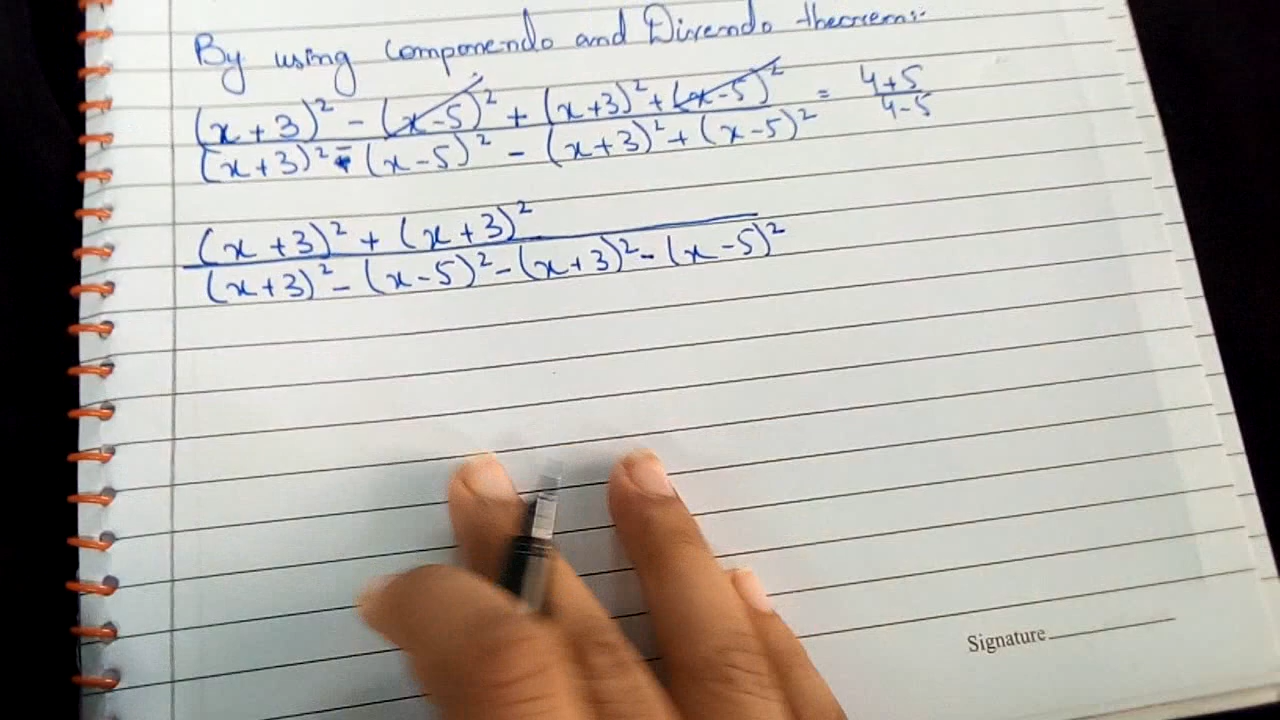 By using Componendo and Divendo theorem:-
(x+3)² - (x-5)² + (x+3)² + (x-5)² = 4+5
(x+3)² - (x-5)² - (x+3)² + (x-5)² 4-5
(x+3)² + (x+3)²
(x+3)² - (x-5)² - (x+3)² - (x-5)²
Signature